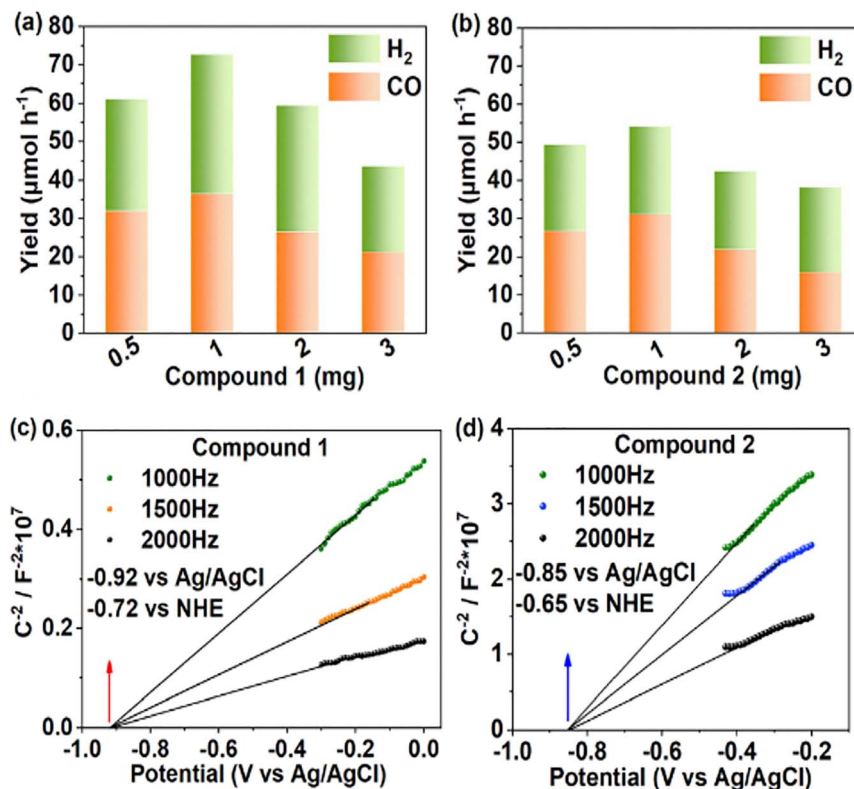 (a)
80
70
60
50
40
30
20
10
0
Yield (µmol h⁻¹)
H₂
CO
0.5
1
2
3
Compound 1 (mg)
(b)
80
70
60
50
40
30
20
10
0
Yield (µmol h⁻¹)
H₂
CO
0.5
1
2
3
Compound 2 (mg)
(c)
0.6
0.4
0.2
0.0
C⁻² / F⁻²*10⁷
Compound 1
1000Hz
1500Hz
2000Hz
-0.92 vs Ag/AgCl
-0.72 vs NHE
-1.0 -0.8 -0.6 -0.4 -0.2 0.0
Potential (V vs Ag/AgCl)
(d)
4
3
2
1
0
C⁻² / F⁻²*10⁷
Compound 2
1000Hz
1500Hz
2000Hz
-0.85 vs Ag/AgCl
-0.65 vs NHE
-1.0 -0.8 -0.6 -0.4 -0.2
Potential (V vs Ag/AgCl)